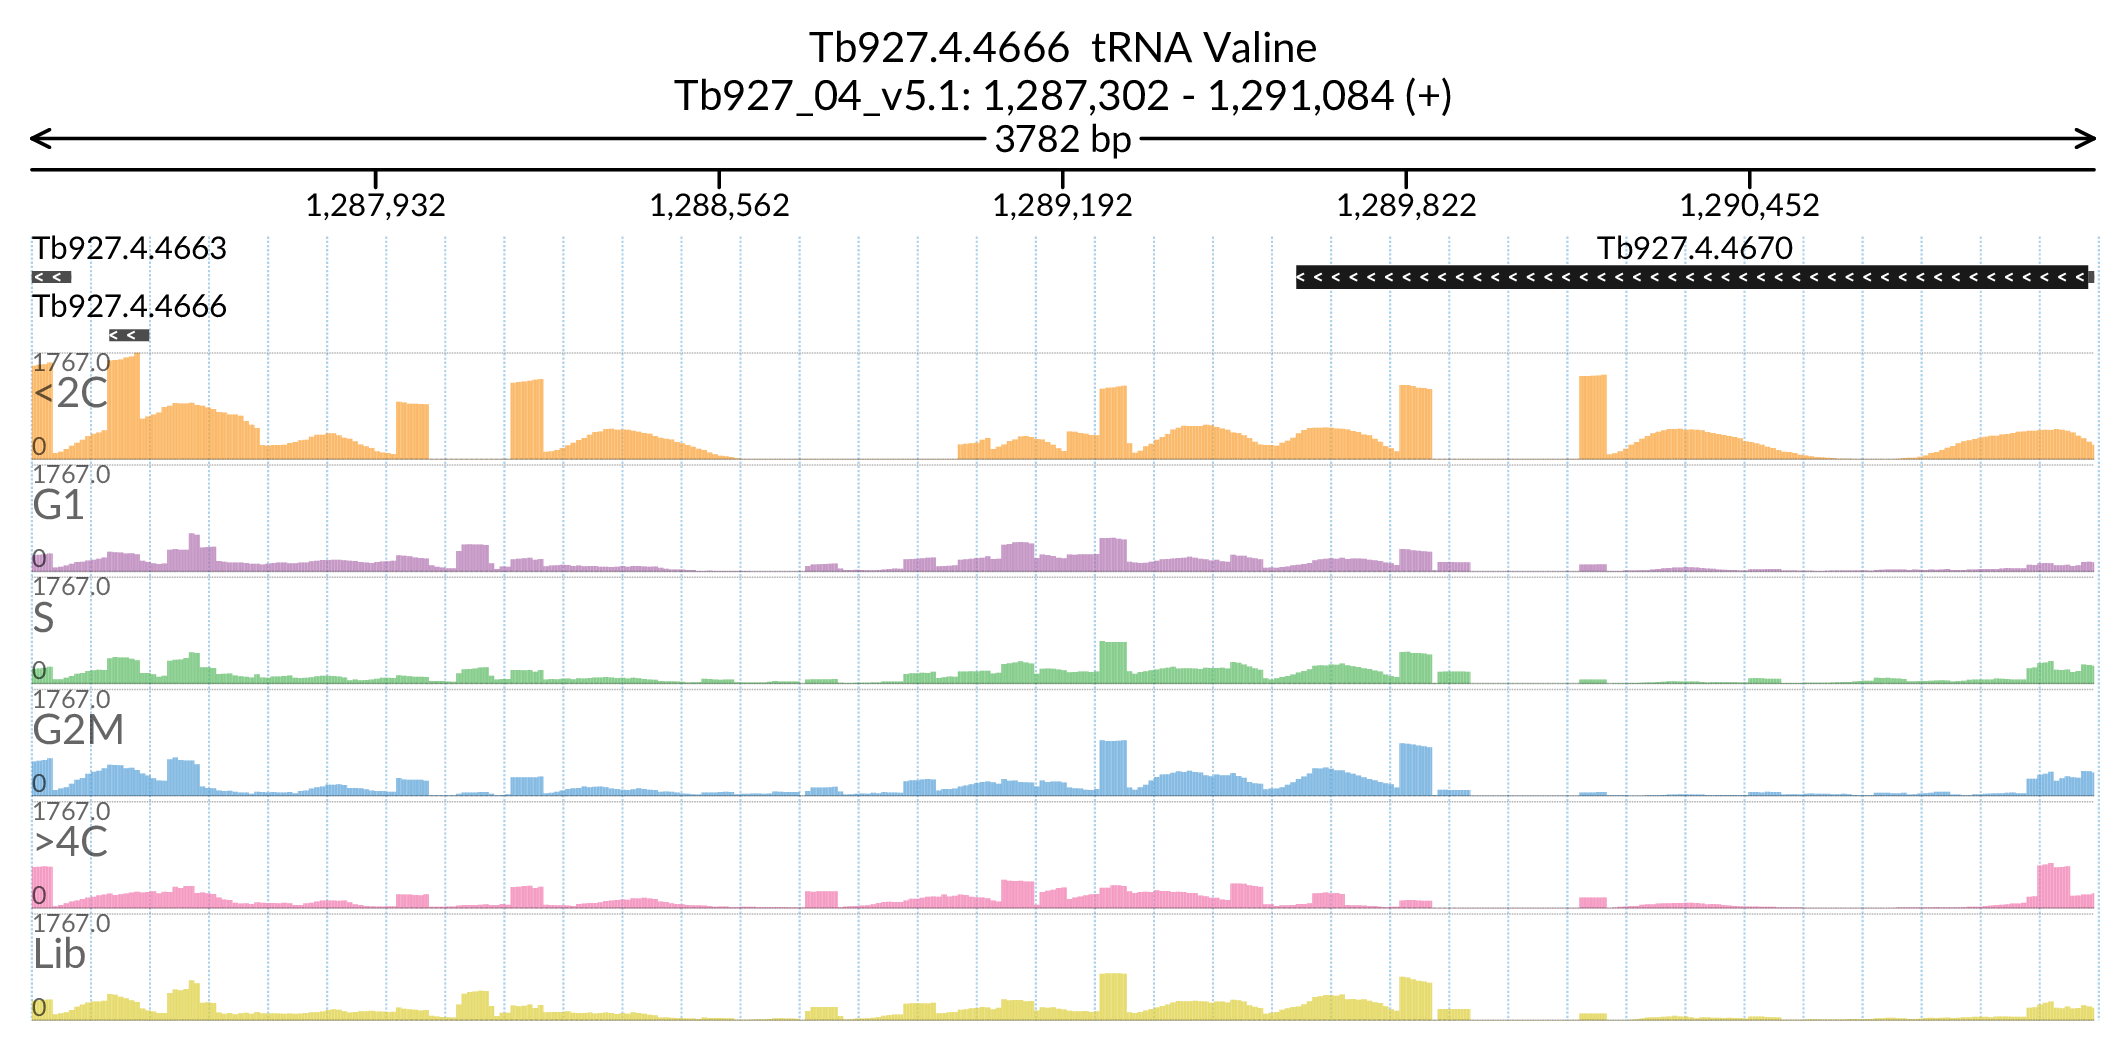 Tb927.4.4666 tRNA Valine
Tb927_04_v5.1: 1,287,302 - 1,291,084 (+)
3782 bp
1,287,932 1,288,562 1,289,192 1,289,822 1,290,452
Tb927.4.4663 Tb927.4.4670
Tb927.4.4666
1767.0
<2C
0
1767.0
G1
0
1767.0
S
0
1767.0
G2M
0
1767.0
>4C
0
1767.0
Lib
0